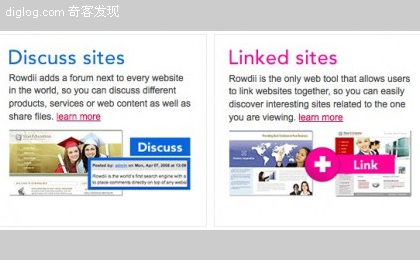 diglog.com 奇客发现
Discuss sites
Rowdii adds a forum next to every website
in the world, so you can discuss different
products, services or web content as well as
share files. learn more
Discuss
Posted by: admin on Mon, Apr 07, 2008 at 13:59
Rowdii is the world's first search engine with a
to place comments directly on top of any webs
Linked sites
Rowdii is the only web tool that allows users
to link websites together, so you can easily
discover interesting sites related to the one
you are viewing. learn more
Link